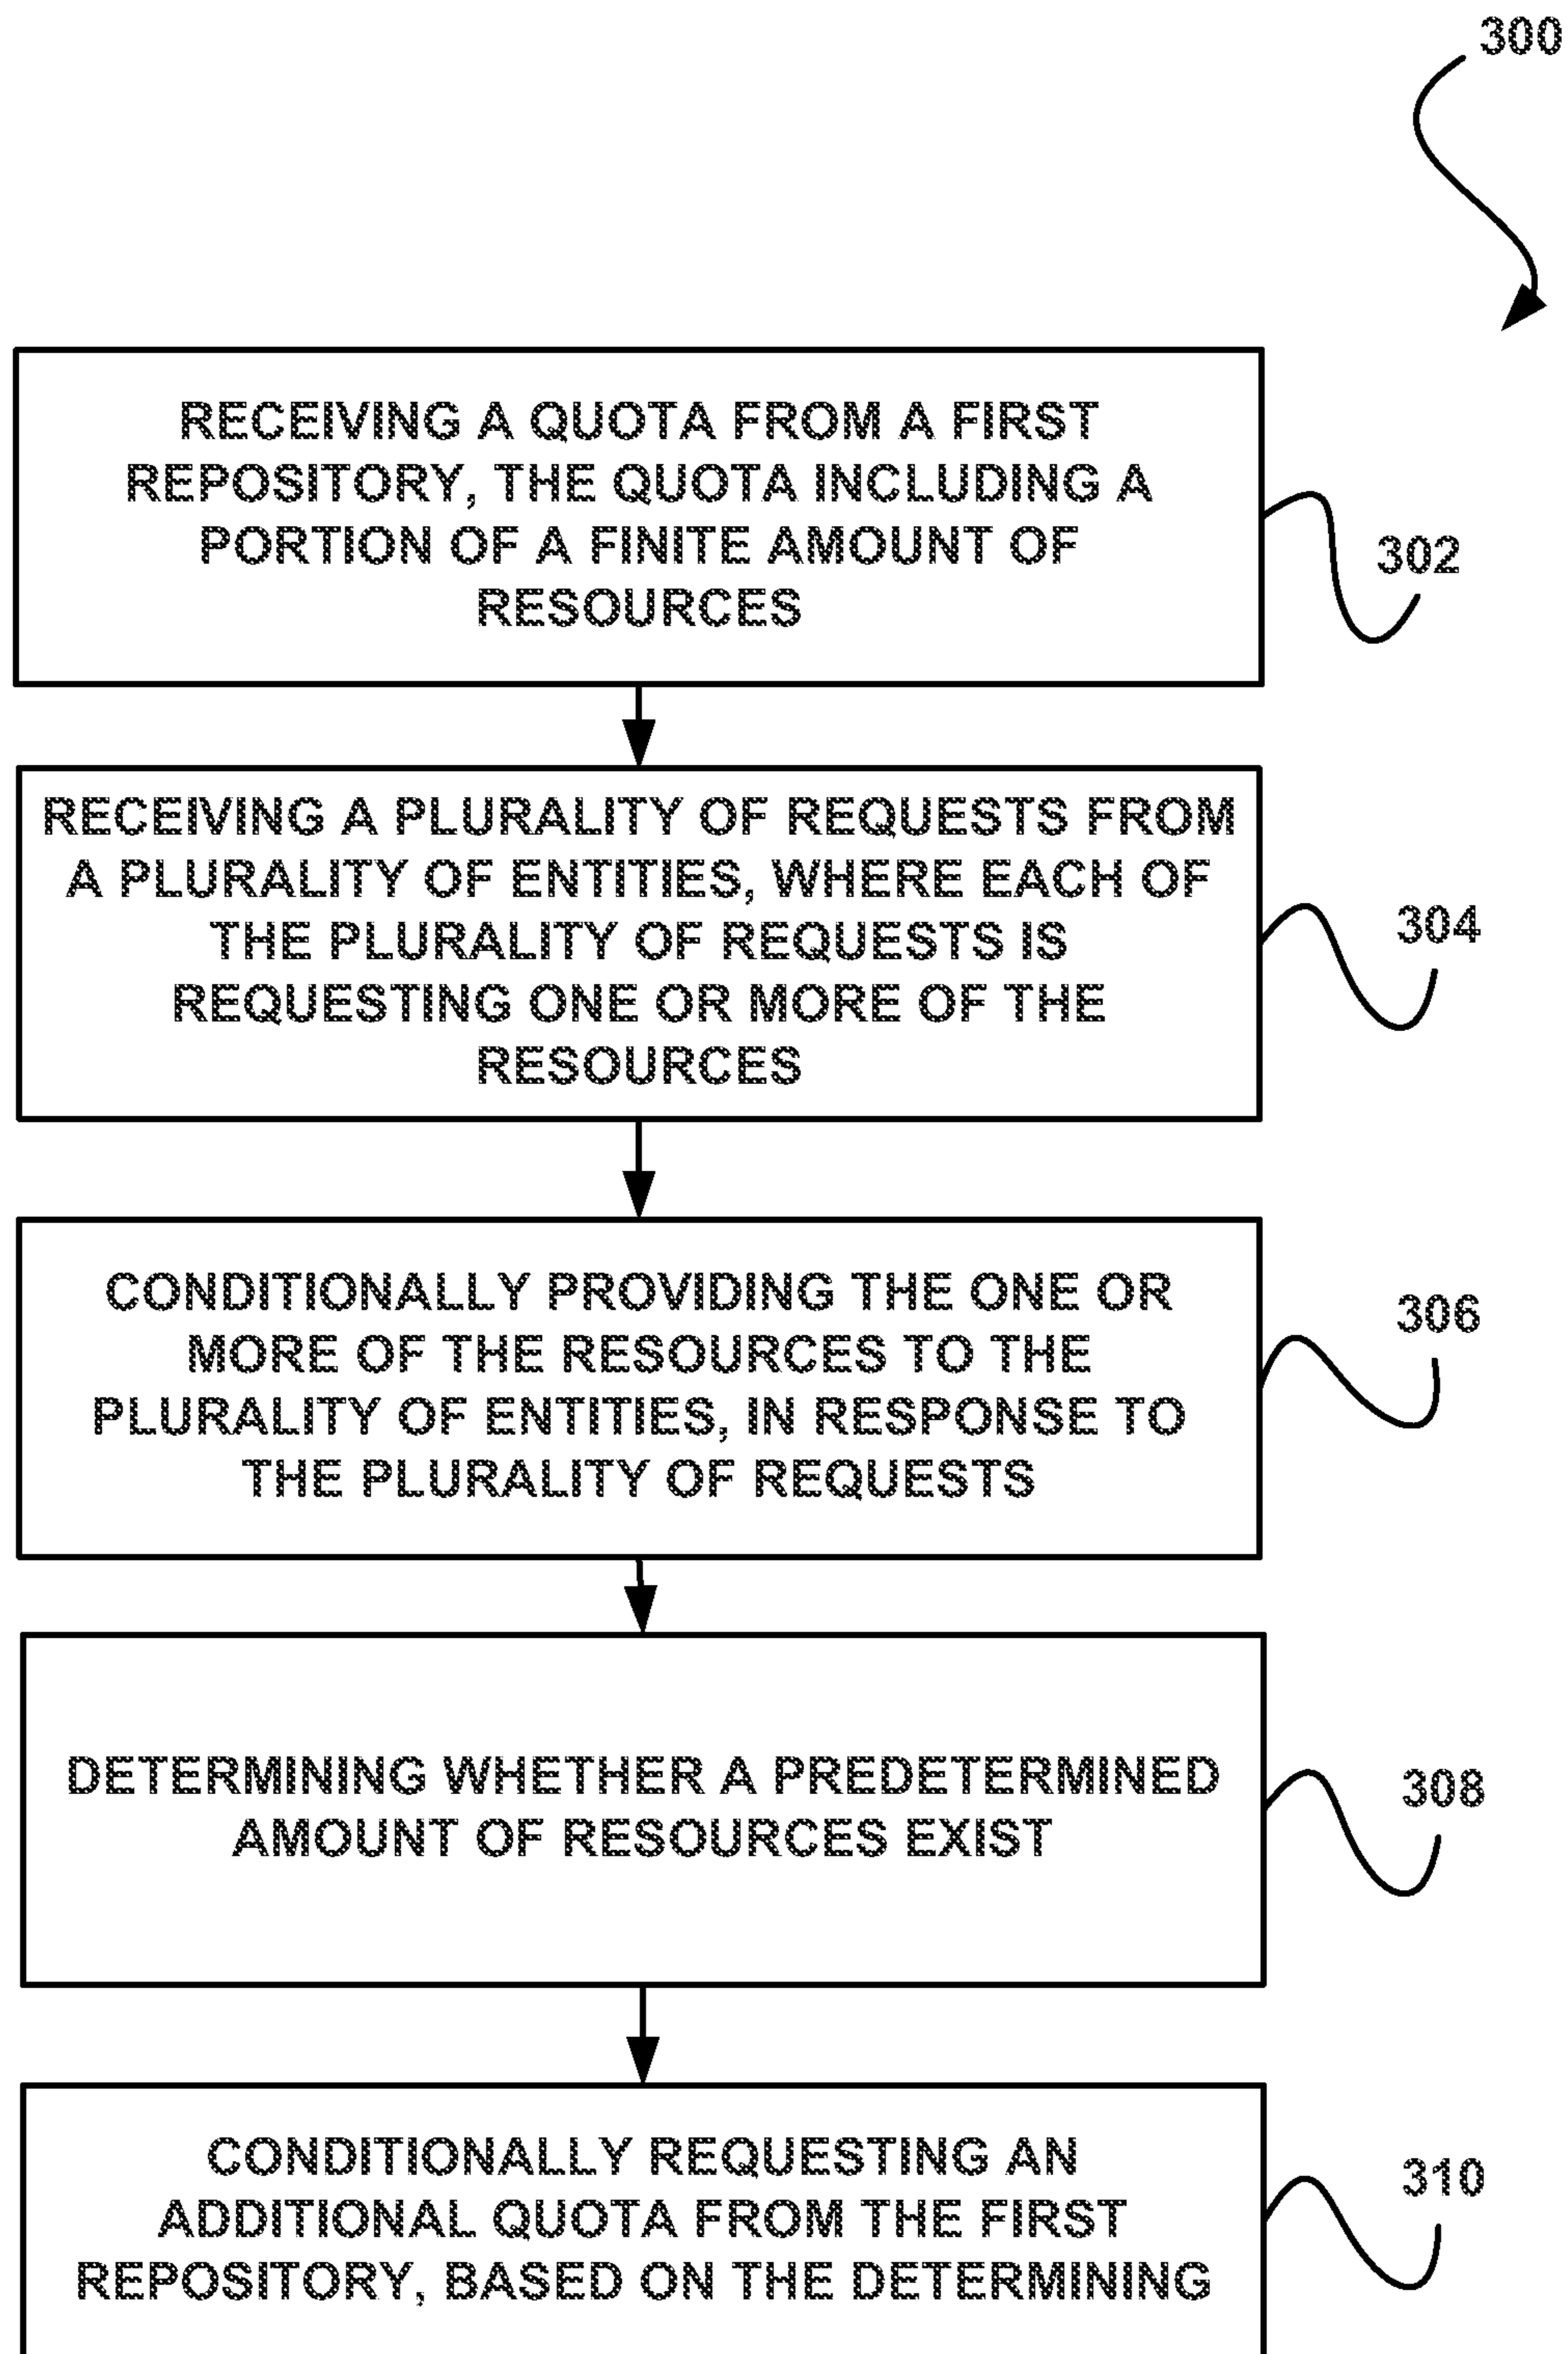 300
RECEIVING A QUOTA FROM A FIRST
REPOSITORY, THE QUOTA INCLUDING A
PORTION OF A FINITE AMOUNT OF
RESOURCES
302
RECEIVING A PLURALITY OF REQUESTS FROM
A PLURALITY OF ENTITIES, WHERE EACH OF
THE PLURALITY OF REQUESTS IS
REQUESTING ONE OR MORE OF THE
RESOURCES
304
CONDITIONALLY PROVIDING THE ONE OR
MORE OF THE RESOURCES TO THE
PLURALITY OF ENTITIES, IN RESPONSE TO
THE PLURALITY OF REQUESTS
306
DETERMINING WHETHER A PREDETERMINED
AMOUNT OF RESOURCES EXIST
308
CONDITIONALLY REQUESTING AN
ADDITIONAL QUOTA FROM THE FIRST
REPOSITORY, BASED ON THE DETERMINING
310